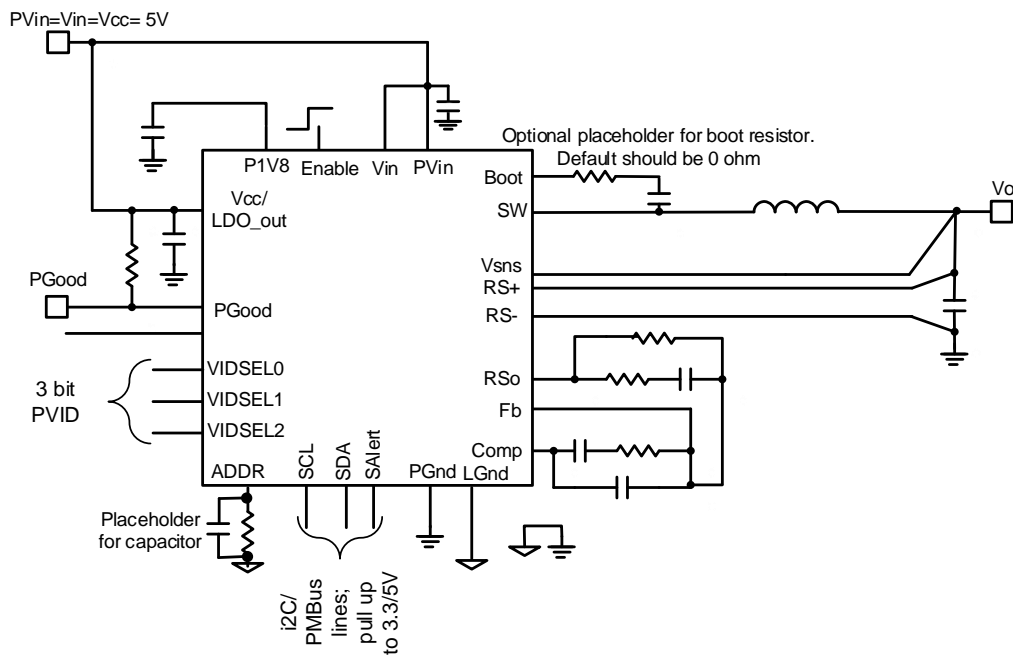 PVin=Vin=Vcc= 5V
Optional placeholder for boot resistor.
Default should be 0 ohm
P1V8
Enable
Vin
PVin
Boot
Vcc/
LDO_out
SW
Vo
Vsns
RS+
RS-
PGood
PGood
VIDSEL0
VIDSEL1
VIDSEL2
3 bit
PVID
RSo
Fb
Comp
ADDR
SCL
SDA
SAlert
PGnd
LGnd
Placeholder
for capacitor
i2C/
PMBus
lines;
pull up
to 3.3/5V